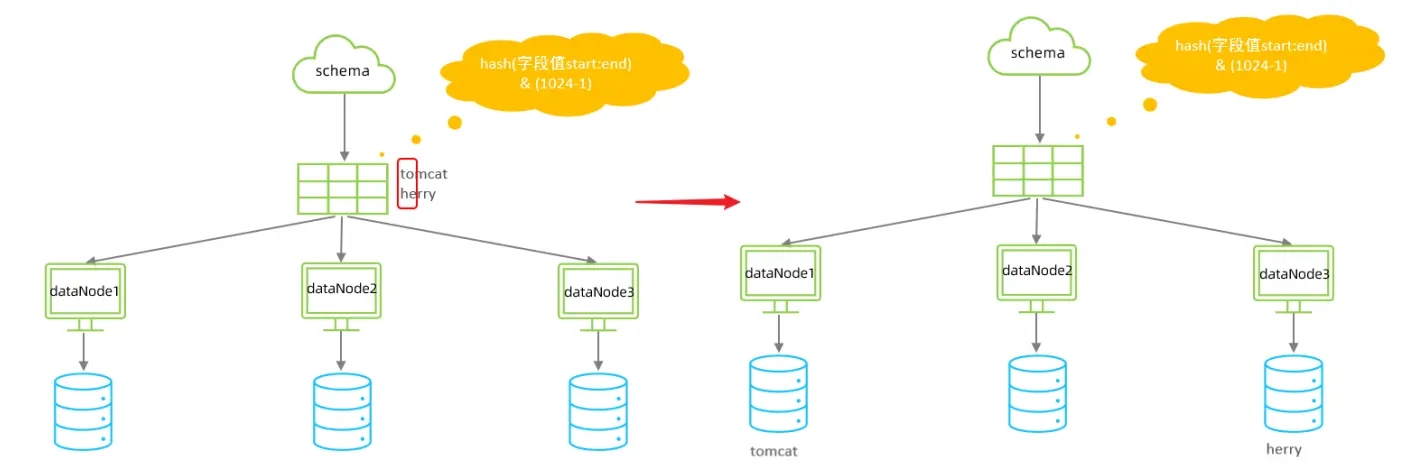 schema
hash(字段值start:end)
& (1024-1)
tomcat
herry
dataNode1
dataNode2
dataNode3
schema
hash(字段值start:end)
& (1024-1)
dataNode1
dataNode2
dataNode3
tomcat
herry